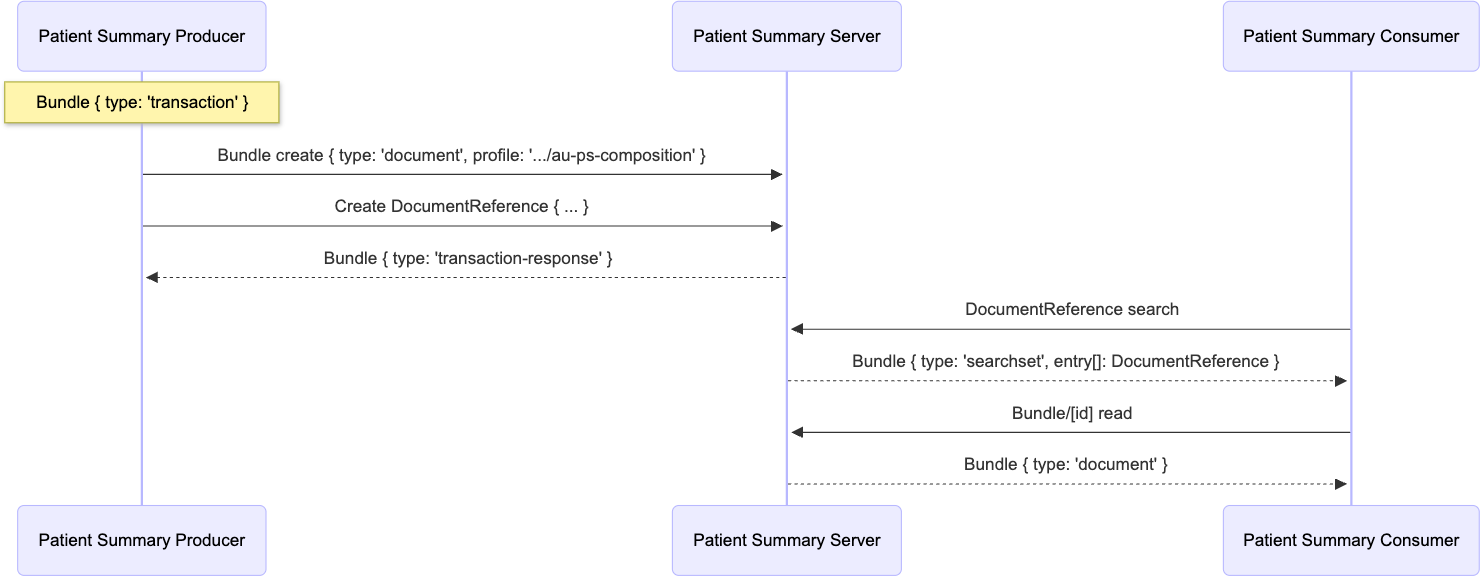 Patient Summary Producer
Patient Summary Server
Patient Summary Consumer
Bundle { type: 'transaction' }
Bundle create { type: 'document', profile: '.../au-ps-composition' }
Create DocumentReference { ... }
Bundle { type: 'transaction-response' }
DocumentReference search
Bundle { type: 'searchset', entry[]: DocumentReference }
Bundle/[id] read
Bundle { type: 'document' }
Patient Summary Producer
Patient Summary Server
Patient Summary Consumer